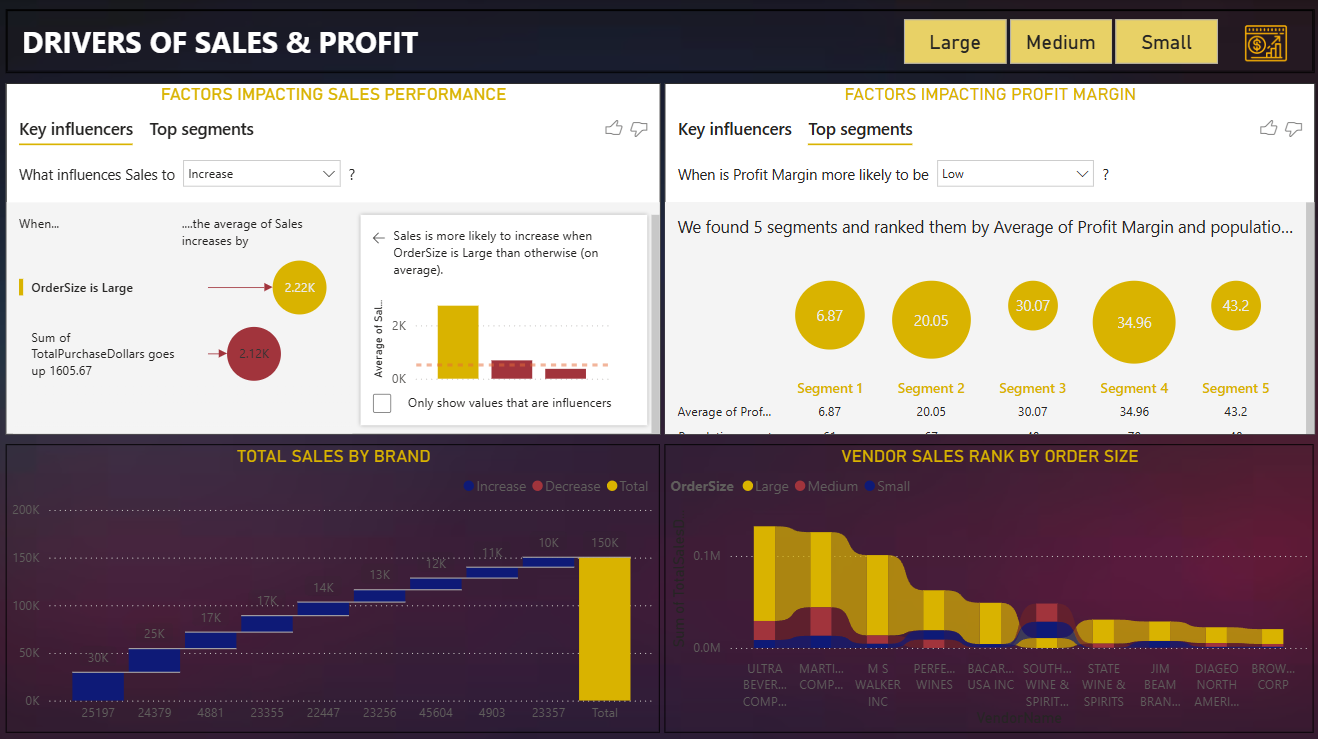 DRIVERS OF SALES & PROFIT
Large Medium Small
FACTORS IMPACTING SALES PERFORMANCE
Key influencers Top segments
What influences Sales to Increase ?
When...
....the average of Sales
increases by
OrderSize is Large
2.22K
Sum of
TotalPurchaseDollars goes
up 1605.67
2.12K
Sales is more likely to increase when
OrderSize is Large than otherwise (on
average).
Average of Sal...
2K
0K
Only show values that are influencers
FACTORS IMPACTING PROFIT MARGIN
Key influencers Top segments
When is Profit Margin more likely to be Low ?
We found 5 segments and ranked them by Average of Profit Margin and populatio...
6.87 20.05 30.07 34.96 43.2
Segment 1 Segment 2 Segment 3 Segment 4 Segment 5
Average of Prof... 6.87 20.05 30.07 34.96 43.2
TOTAL SALES BY BRAND
Increase Decrease Total
200K
150K
100K
50K
0K
30K 25K 17K 17K 14K 13K 12K 11K 10K 150K
25197 24379 4881 23355 22447 23256 45604 4903 23357 Total
VENDOR SALES RANK BY ORDER SIZE
OrderSize Large Medium Small
0.1M
0.0M
ULTRA
BEVER...
COMP...
MARTI...
COMP...
M S
WALKER
INC
PERFE...
WINES
BACAR...
USA INC
SOUTH...
WINE &
SPIRIT...
STATE
WINE &
SPIRITS
JIM
BEAM
BRAN...
DIAGEO
NORTH
AMERI...
BROW...
CORP